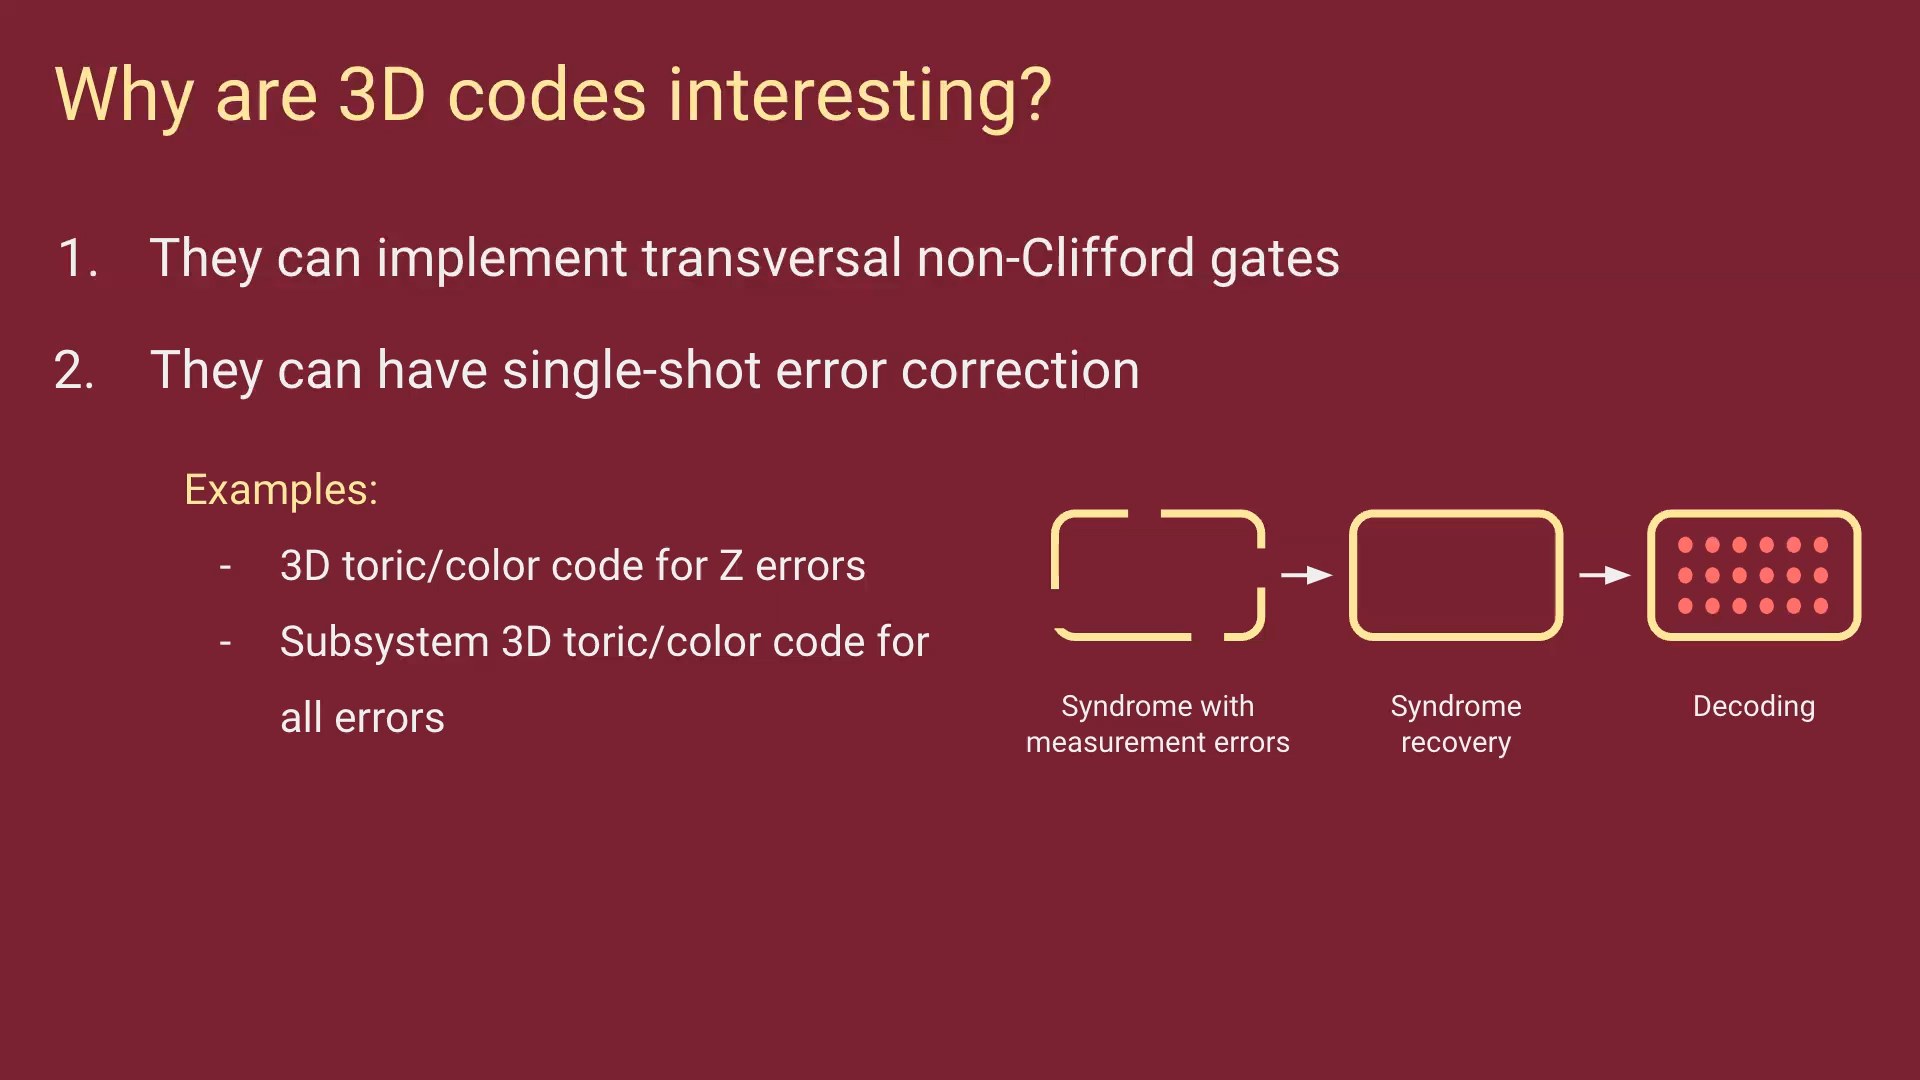 Why are 3D codes interesting?
1. They can implement transversal non-Clifford gates
2. They can have single-shot error correction
Examples:
- 3D toric/color code for Z errors
- Subsystem 3D toric/color code for
all errors
Syndrome with
measurement errors
Syndrome
recovery
Decoding